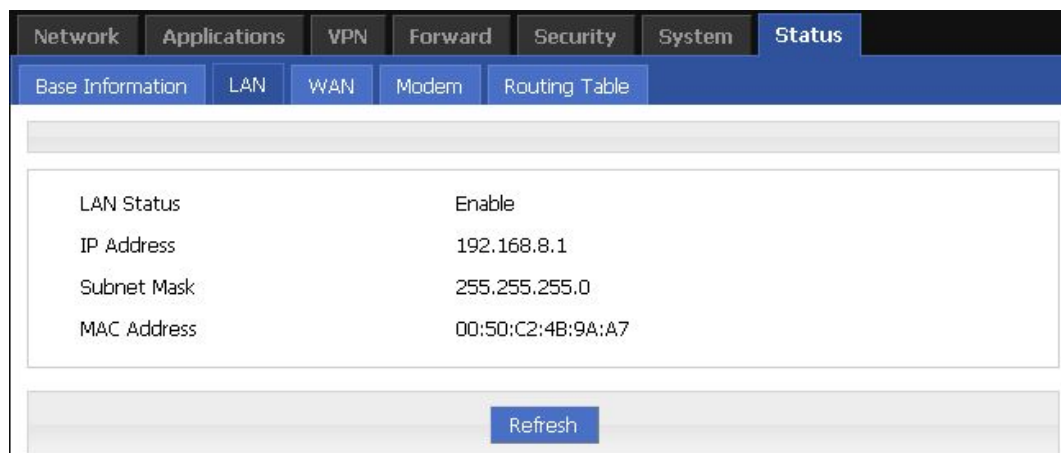 Network Applications VPN Forward Security System Status
Base Information LAN WAN Modem Routing Table
LAN Status Enable
IP Address 192.168.8.1
Subnet Mask 255.255.255.0
MAC Address 00:50:C2:4B:9A:A7
Refresh